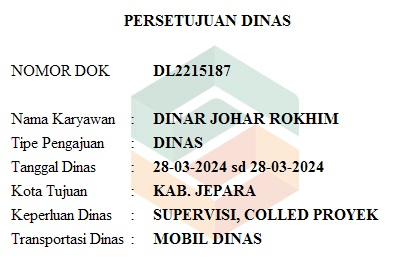 PERSETUJUAN DINAS
NOMOR DOK DL2215187
Nama Karyawan : DINAR JOHAR ROKHIM
Tipe Pengajuan : DINAS
Tanggal Dinas : 28-03-2024 sd 28-03-2024
Kota Tujuan : KAB. JEPARA
Keperluan Dinas : SUPERVISI, COLLED PROYEK
Transportasi Dinas : MOBIL DINAS